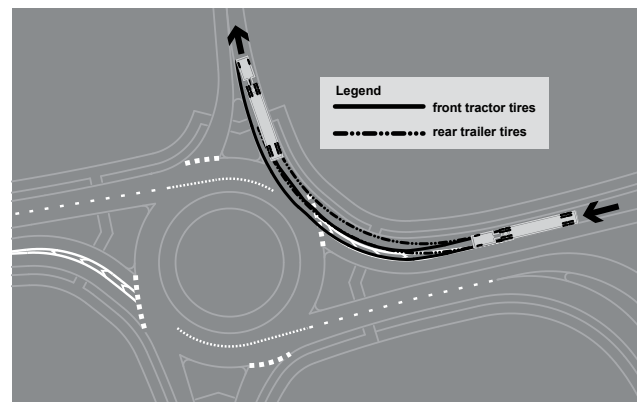 Legend
front tractor tires
rear trailer tires